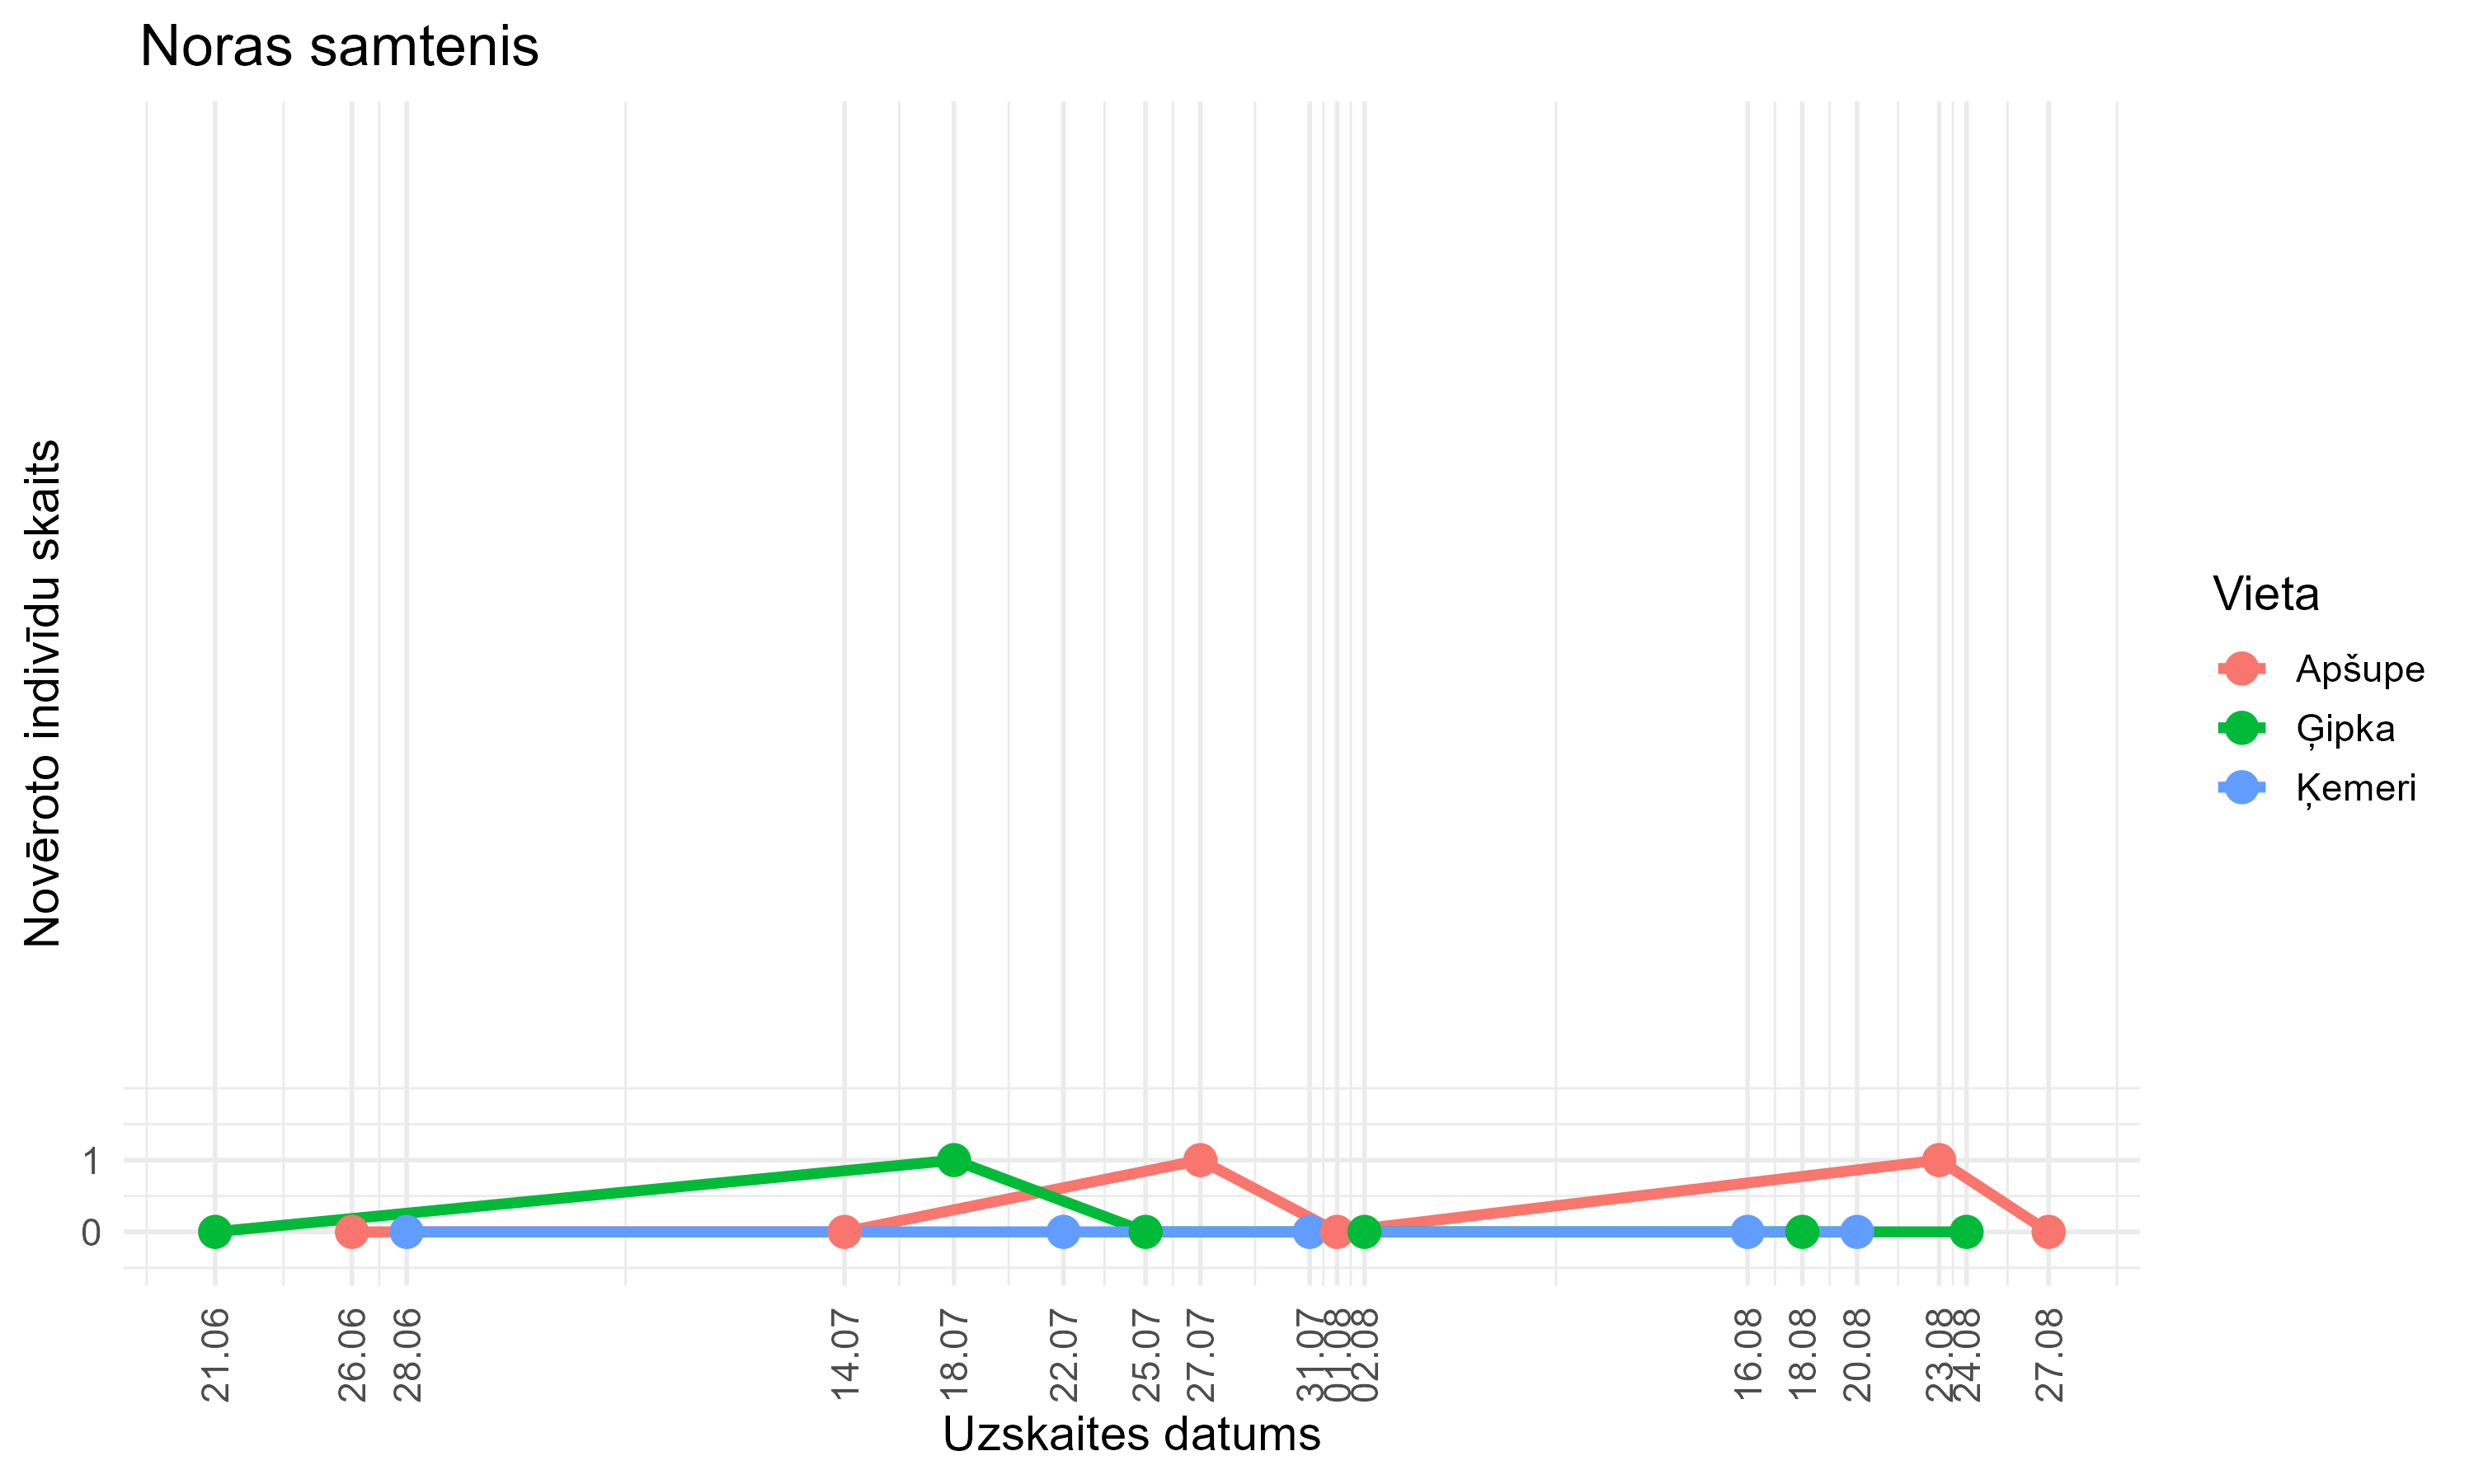 Noras samtenis
Novēroto indivīdu skaits
1
0
21.06
26.06
28.06
14.07
18.07
22.07
25.07
27.07
31.07
01.08
02.08
16.08
18.08
20.08
23.08
24.08
27.08
Uzskaites datums
Vieta
Apšupe
Ģipka
Ķemeri